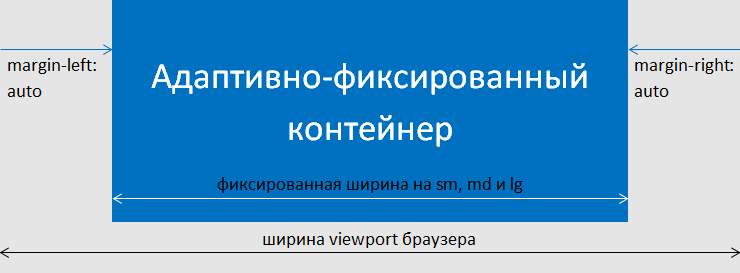 Адаптивно-фиксированный
контейнер
margin-left:
auto
margin-right:
auto
фиксированная ширина на sm, md и lg
ширина viewport браузера